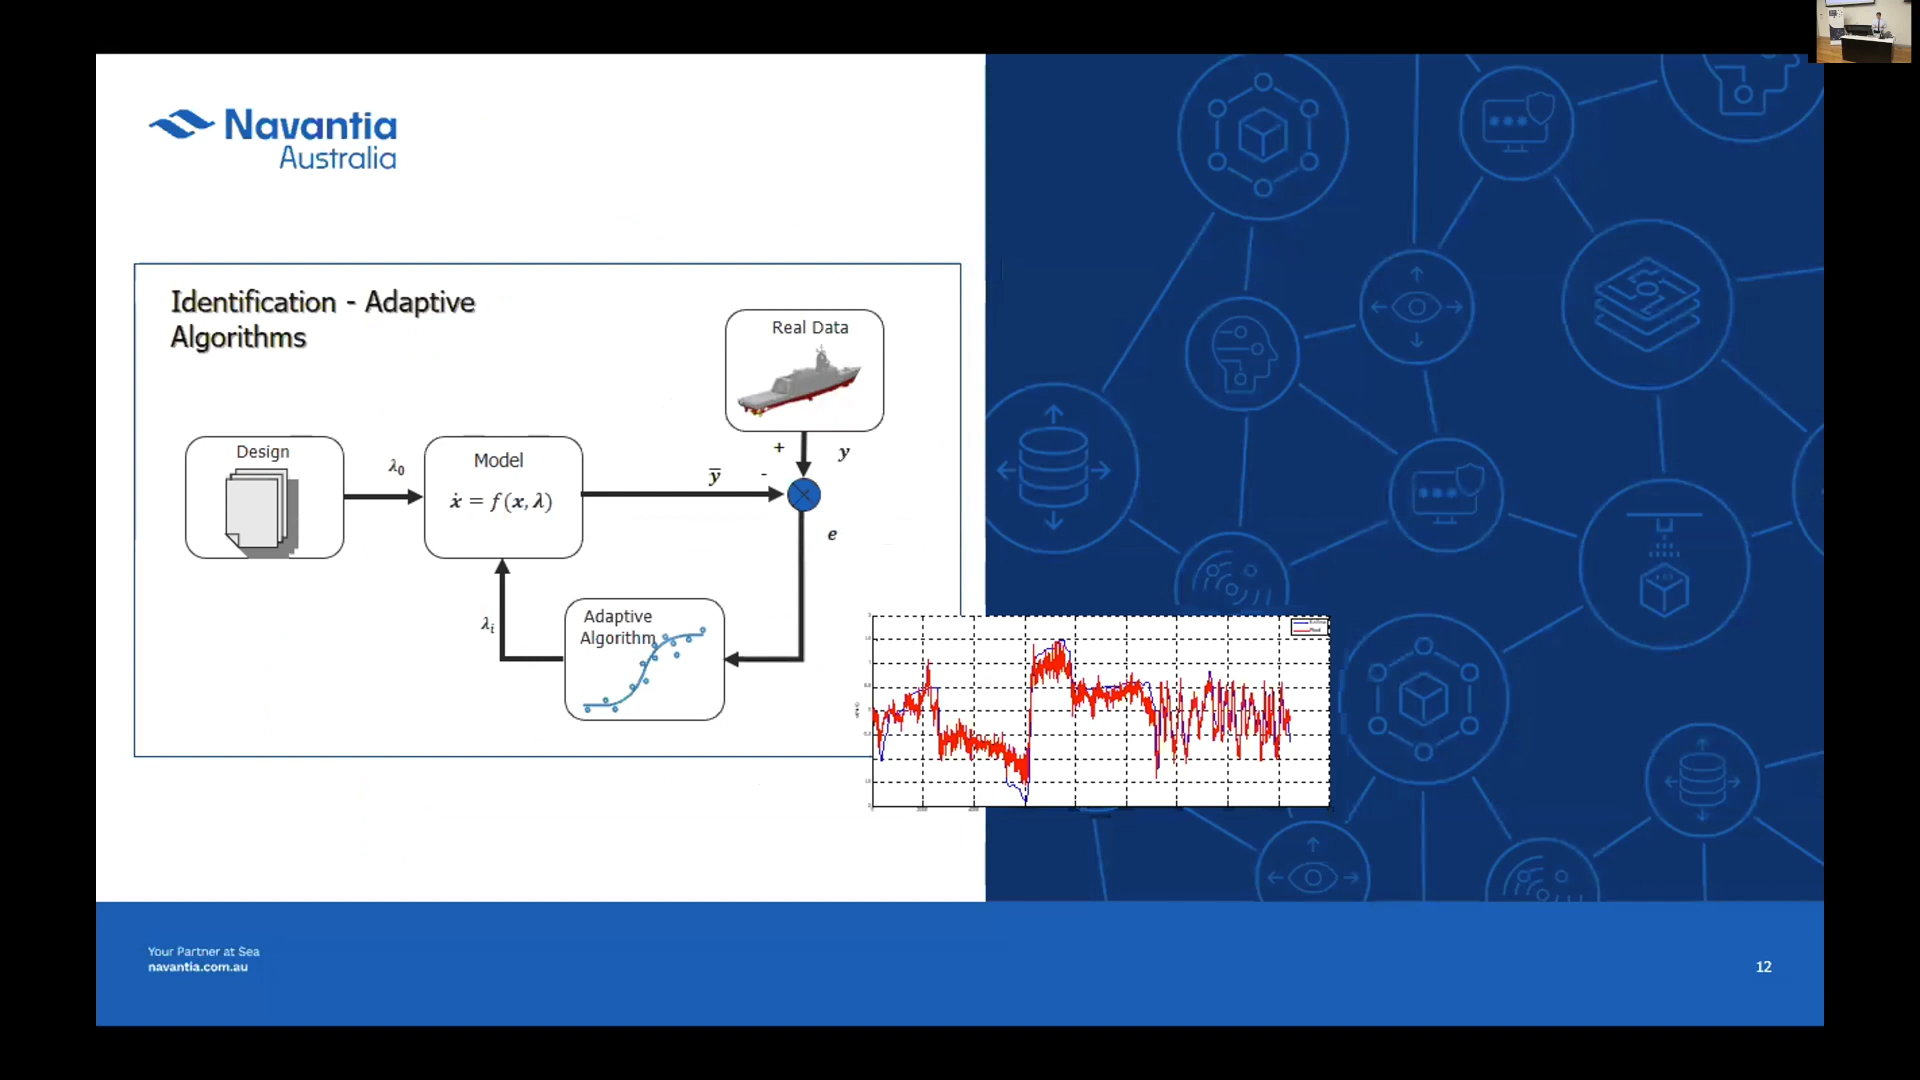 Navantia
Australia
Identification - Adaptive
Algorithms
Real Data
Design
Model
λ0
ẋ = f(x, λ)
+
y
ȳ
-
e
Adaptive
Algorithm
λi
Your Partner at Sea
navantia.com.au
12